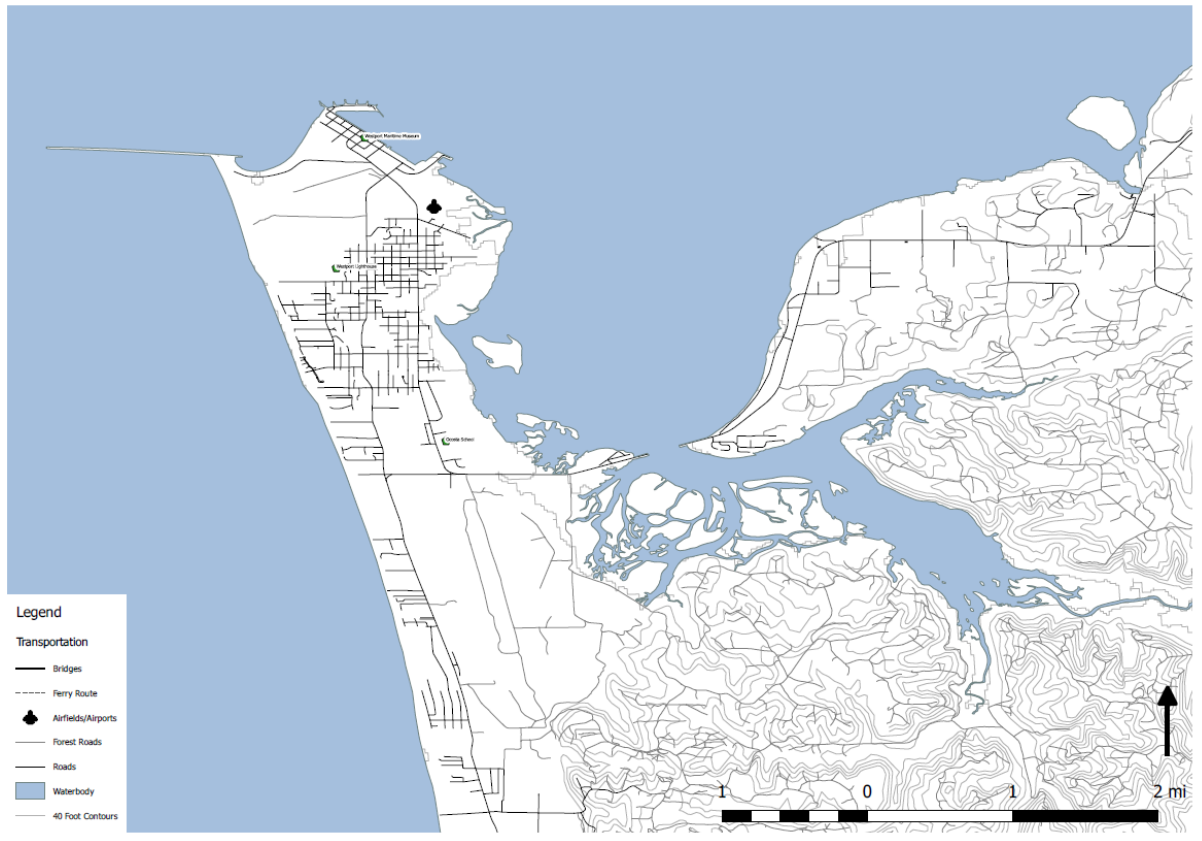 Westport Maritime Museum
Westport Lighthouse
Ocosta School
Legend
Transportation
Bridges
Ferry Route
Airfields/Airports
Forest Roads
Roads
Waterbody
40 Foot Contours
1 0 1 2 mi